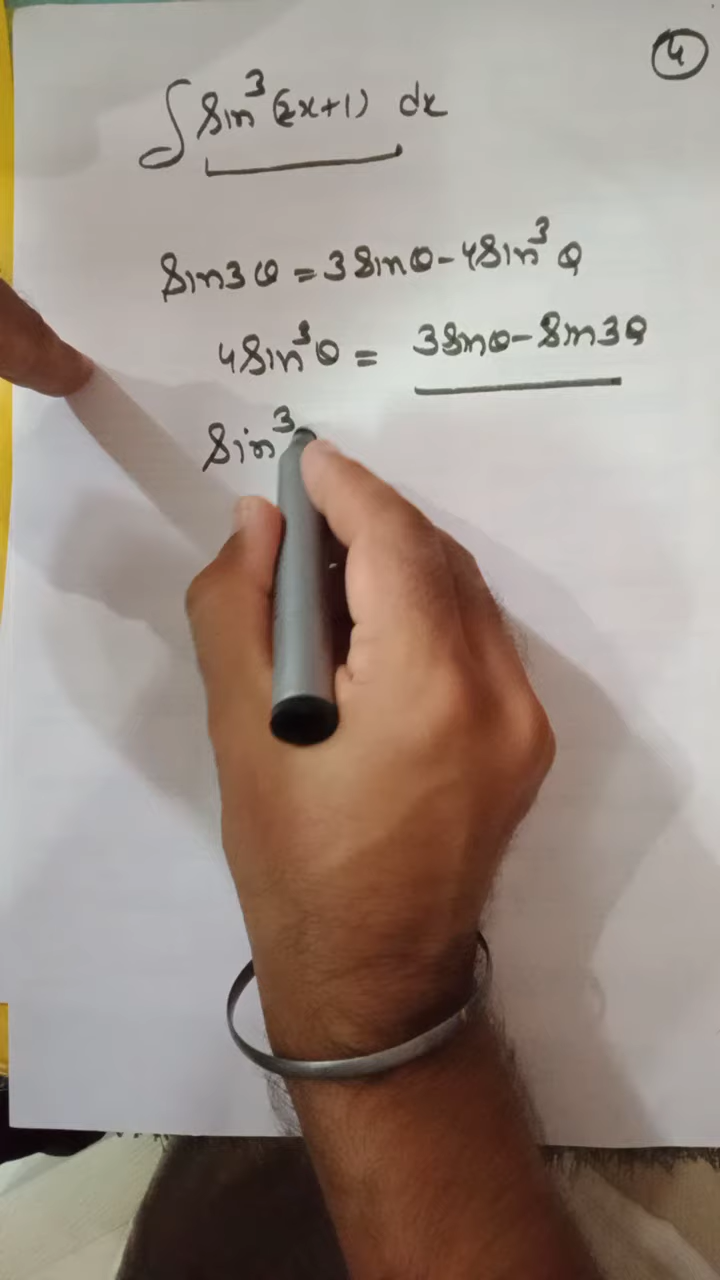 4
∫ sin³(2x+1) dx
sin3θ = 3sinθ-4sin³θ
4sin³θ = 3sinθ-sin3θ
sin³